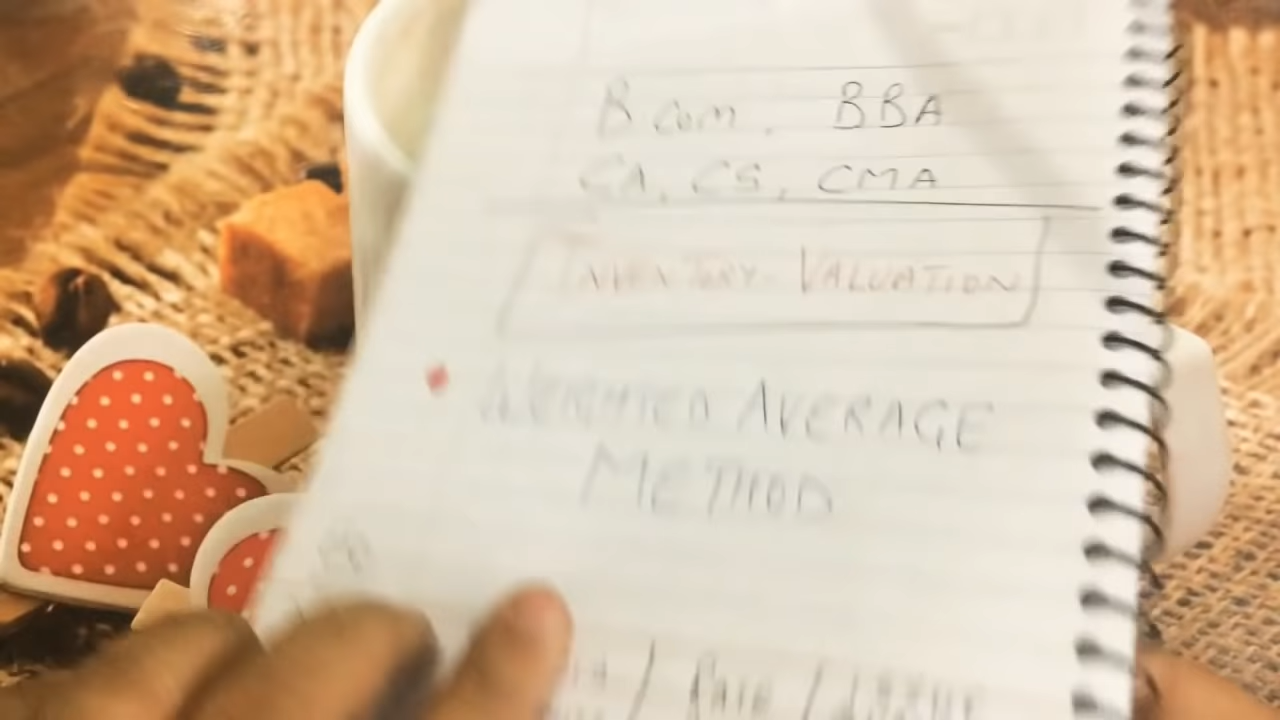 B com, BBA
CA, CS, CMA
INVENTORY VALUATION
WEIGHTED AVERAGE
METHOD